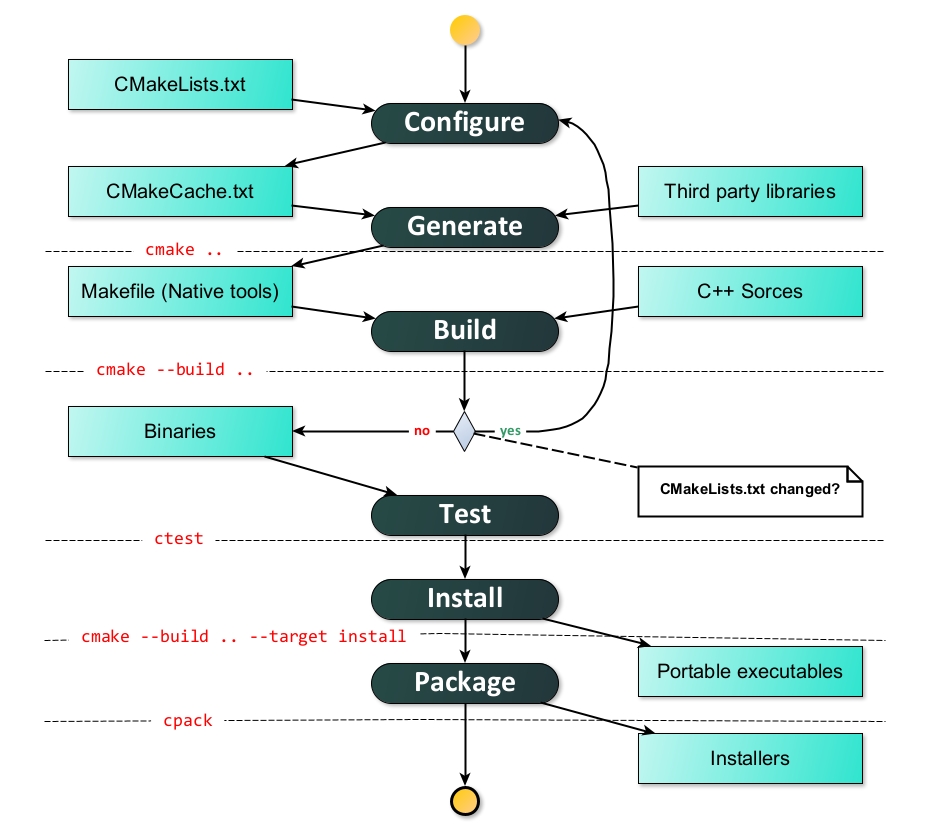 CMakeLists.txt
Configure
CMakeCache.txt
Third party libraries
Generate
cmake ..
Makefile (Native tools)
C++ Sorces
Build
cmake --build ..
Binaries
no
yes
CMakeLists.txt changed?
Test
ctest
Install
cmake --build .. --target install
Portable executables
Package
cpack
Installers